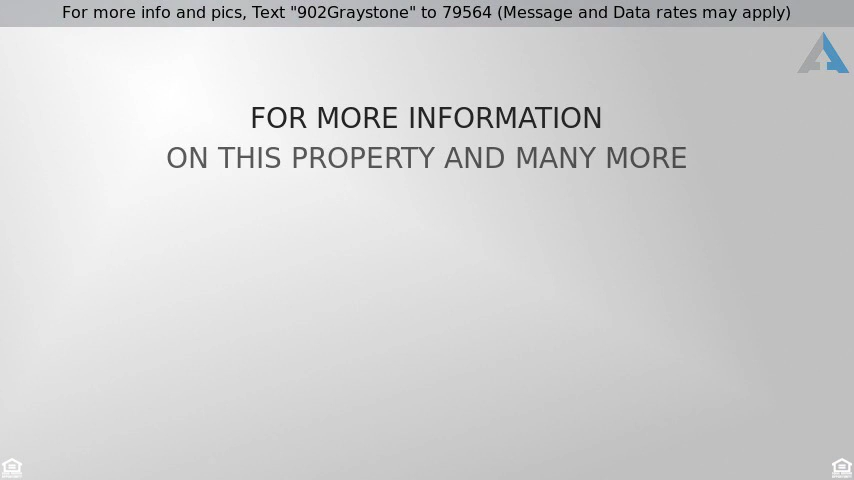 For more info and pics, Text "902Graystone" to 79564 (Message and Data rates may apply)
FOR MORE INFORMATION
ON THIS PROPERTY AND MANY MORE